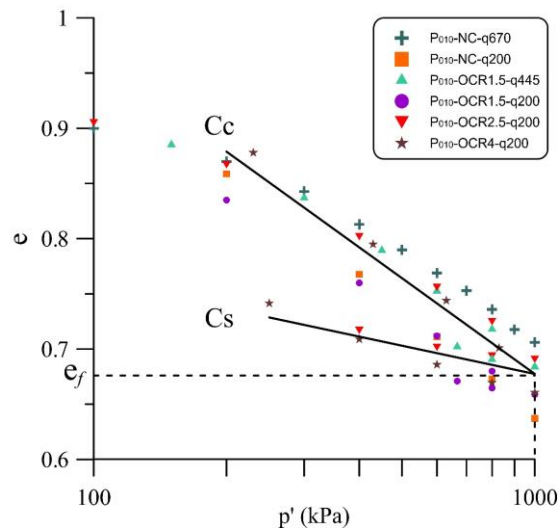 1
P010-NC-q670
P010-NC-q200
P010-OCR1.5-q445
P010-OCR1.5-q200
P010-OCR2.5-q200
P010-OCR4-q200
Cc
0.9
e
0.8
Cs
0.7
ef
0.6
100
1000
p' (kPa)